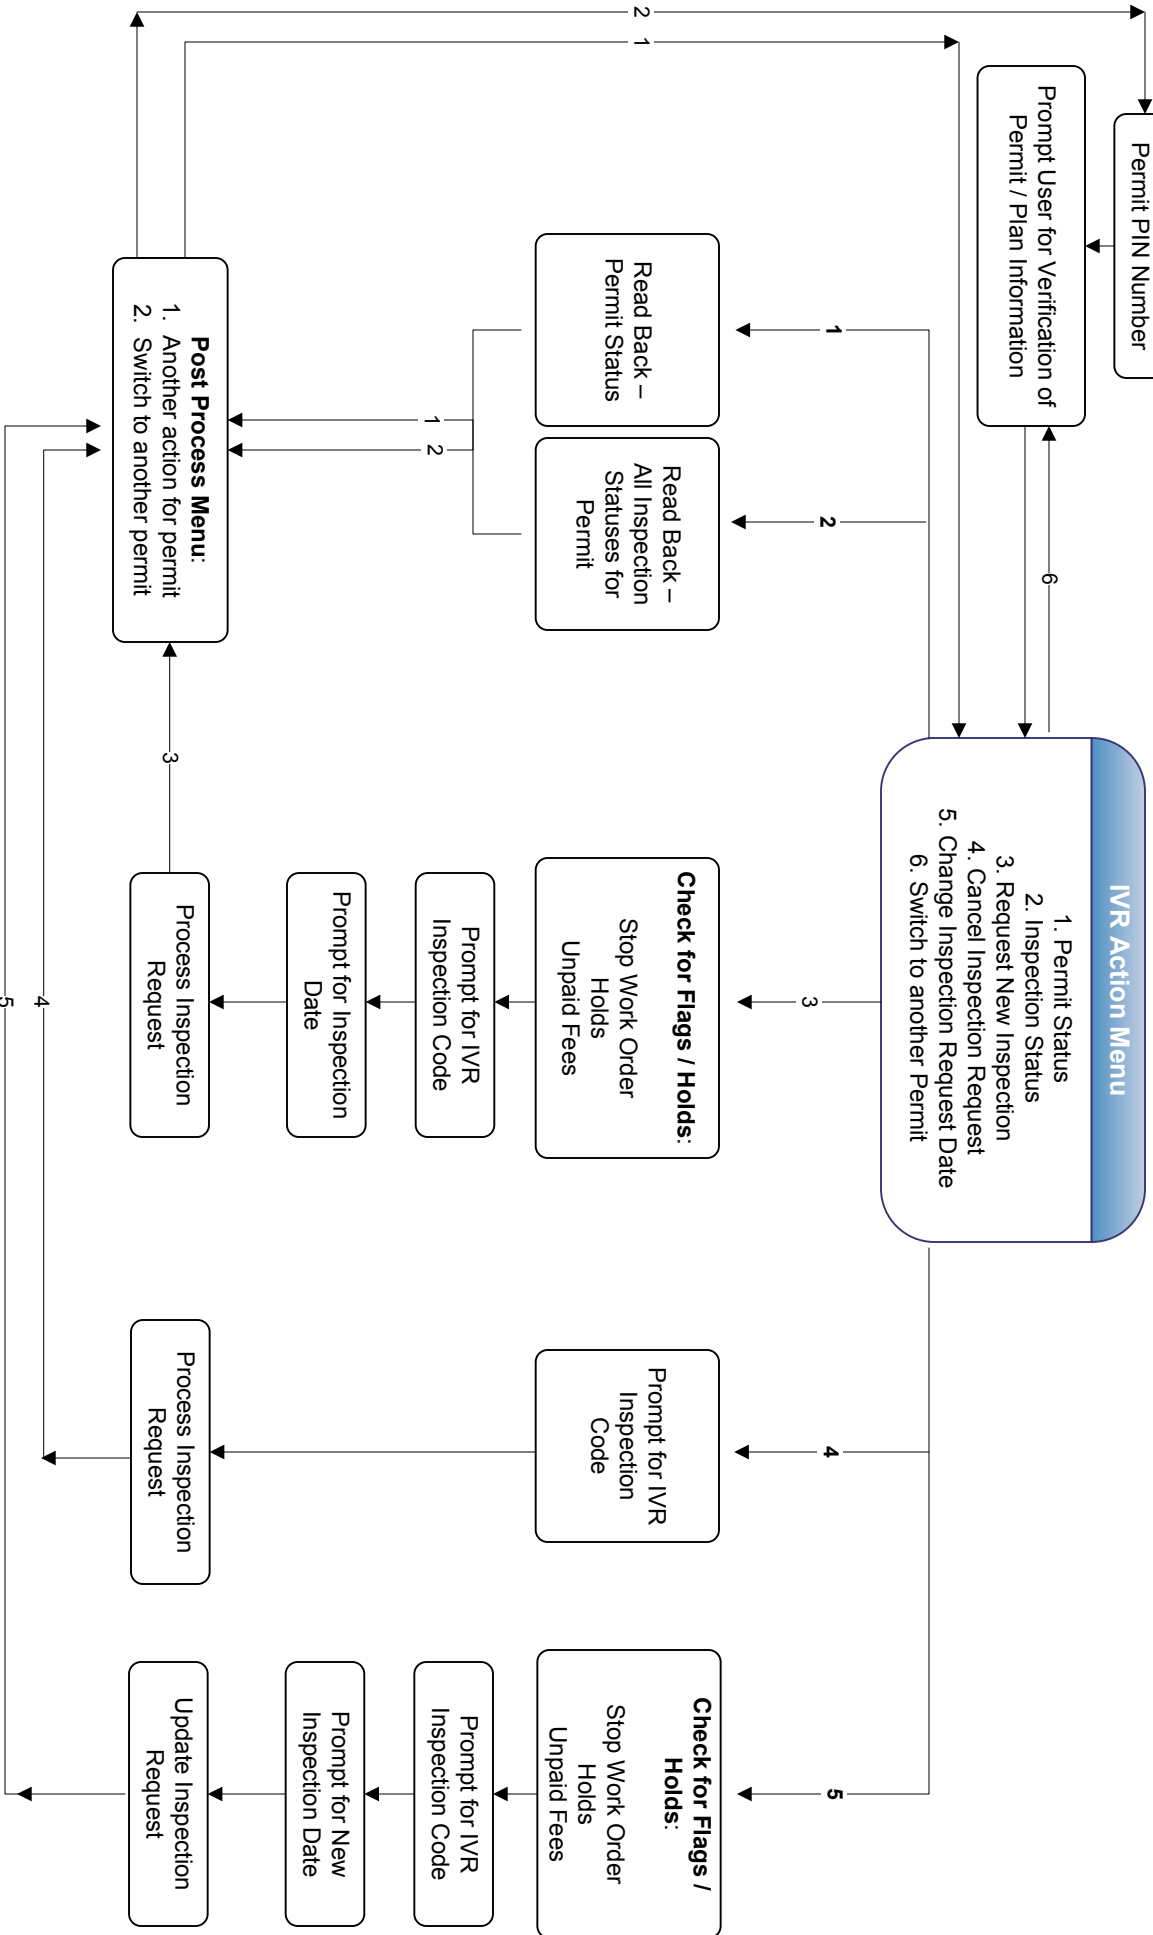 Permit PIN Number
Prompt User for Verification of
Permit / Plan Information
6
IVR Action Menu
1. Permit Status
2. Inspection Status
3. Request New Inspection
4. Cancel Inspection Request
5. Change Inspection Request Date
6. Switch to another Permit
2
1
1
2
3
4
5
Read Back –
Permit Status
Read Back –
All Inspection
Statuses for
Permit
Check for Flags / Holds:
Stop Work Order
Holds
Unpaid Fees
Prompt for IVR
Inspection
Code
Check for Flags /
Holds:
Stop Work Order
Holds
Unpaid Fees
1
2
Prompt for IVR
Inspection Code
Prompt for IVR
Inspection Code
Prompt for Inspection
Date
Prompt for New
Inspection Date
Post Process Menu:
1. Another action for permit
2. Switch to another permit
3
Process Inspection
Request
Process Inspection
Request
Update Inspection
Request
4
5